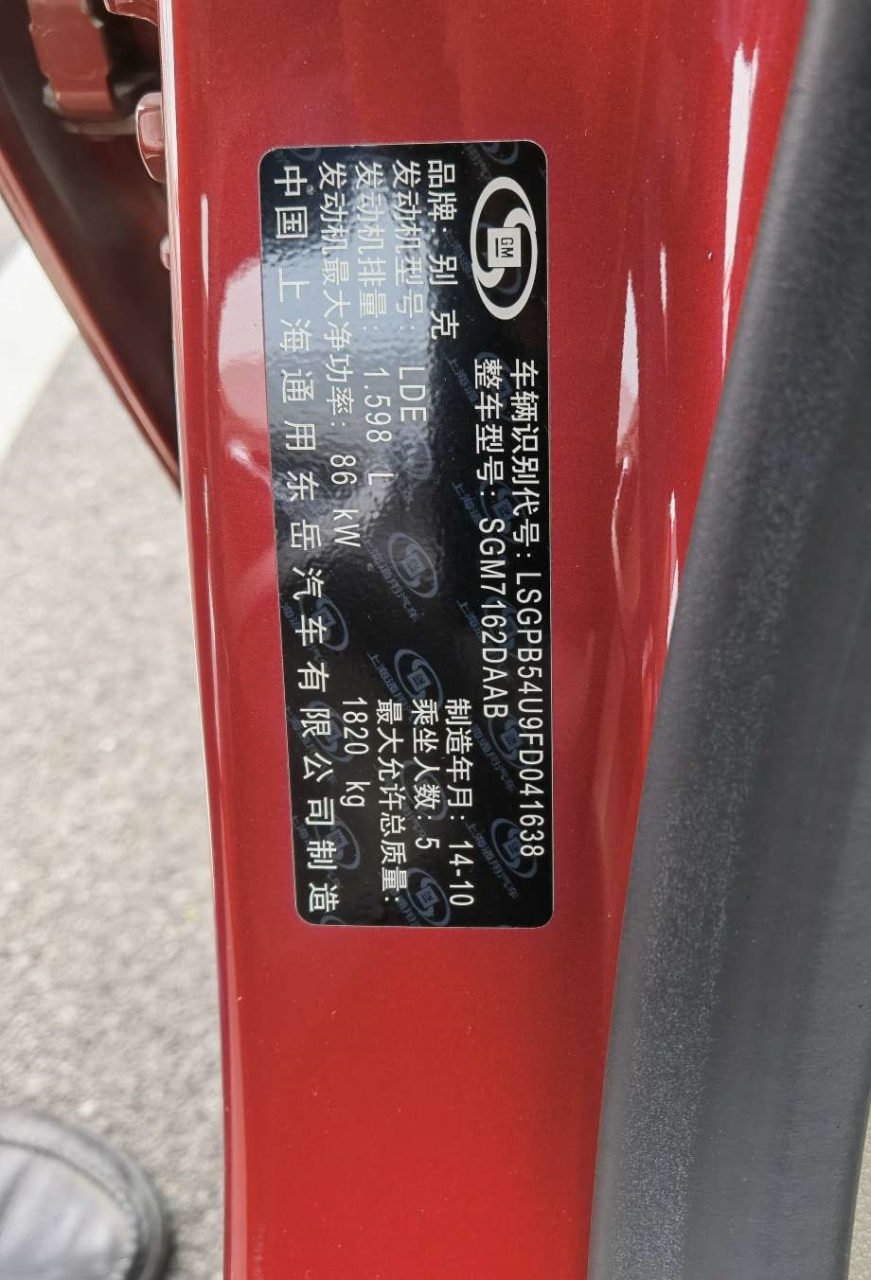 GM
车辆识别代号: LSGPB54U9FD041638
整车型号: SGM7162DAAB
品牌: 别克
制造年月: 14-10
发动机型号: LDE
乘坐人数: 5
发动机排量: 1.598 L
最大允许总质量:
1820 kg
发动机最大净功率: 86 kW
中国 上海通用东岳汽车有限公司制造